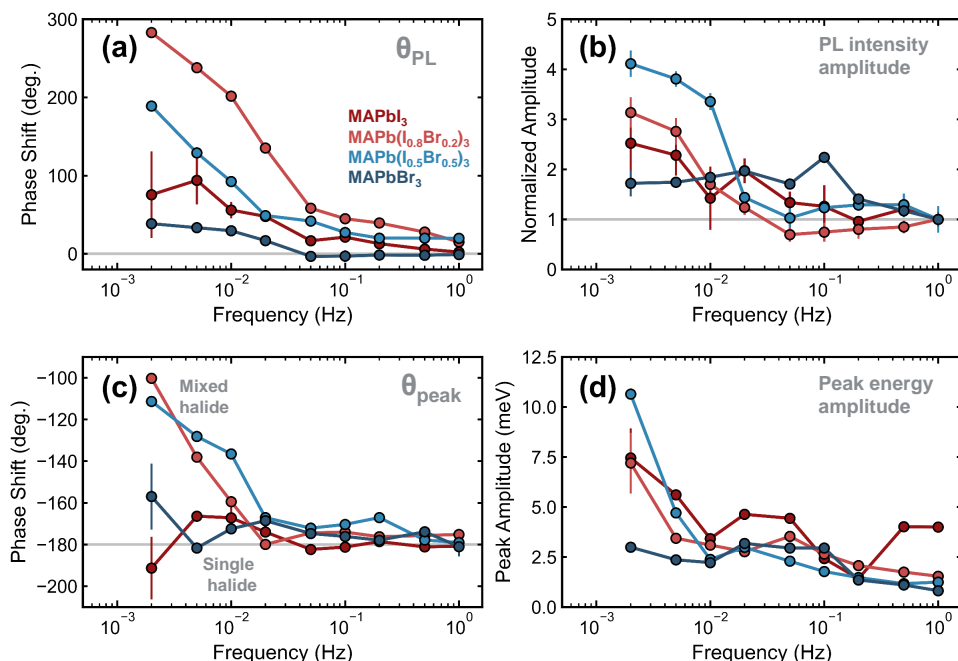 (a)
θPL
MAPbI3
MAPb(I0.8Br0.2)3
MAPb(I0.5Br0.5)3
MAPbBr3
Phase Shift (deg.)
300
200
100
0
10−3
10−2
10−1
100
Frequency (Hz)
(b)
PL intensity
amplitude
Normalized Amplitude
5
4
3
2
1
0
10−3
10−2
10−1
100
Frequency (Hz)
(c)
Mixed
halide
θpeak
Single
halide
Phase Shift (deg.)
−100
−120
−140
−160
−180
−200
10−3
10−2
10−1
100
Frequency (Hz)
(d)
Peak energy
amplitude
Peak Amplitude (meV)
12.5
10.0
7.5
5.0
2.5
0.0
10−3
10−2
10−1
100
Frequency (Hz)